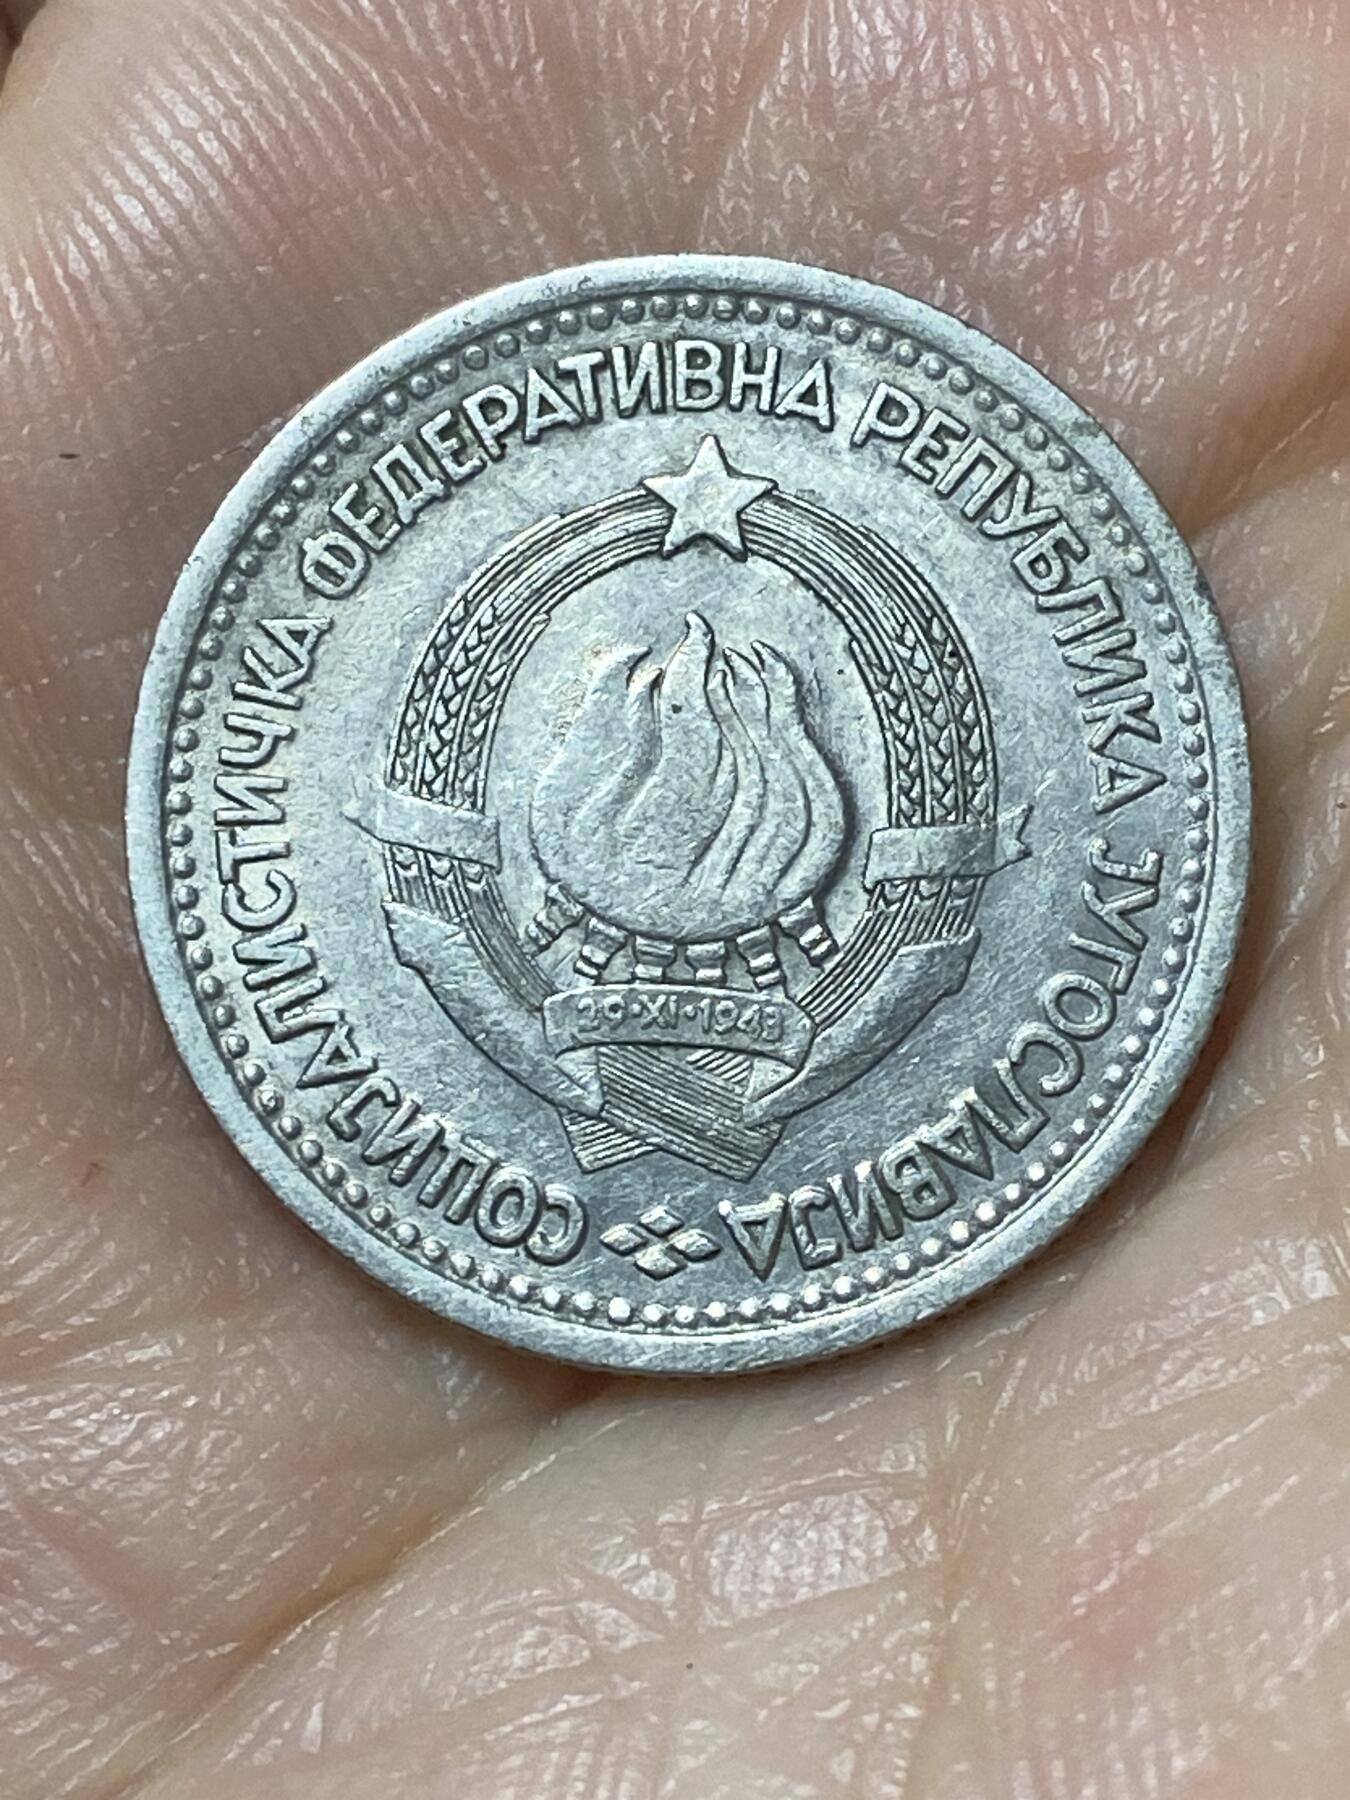 СОЦИЈАЛИСТИЧКА ФЕДЕРАТИВНА РЕПУБЛИКА ЈУГОСЛАВИЈА
29·XI·1943